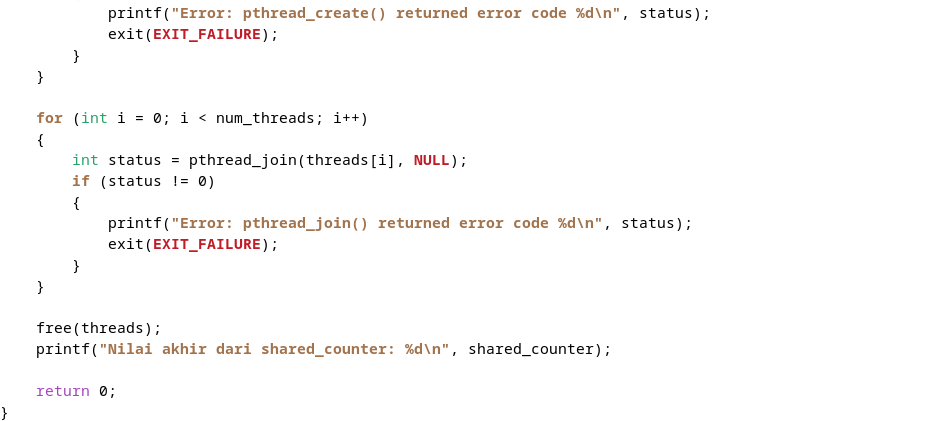 printf("Error: pthread_create() returned error code %d\n", status);
            exit(EXIT_FAILURE);
        }
    }

    for (int i = 0; i < num_threads; i++)
    {
        int status = pthread_join(threads[i], NULL);
        if (status != 0)
        {
            printf("Error: pthread_join() returned error code %d\n", status);
            exit(EXIT_FAILURE);
        }
    }

    free(threads);
    printf("Nilai akhir dari shared_counter: %d\n", shared_counter);

    return 0;
}